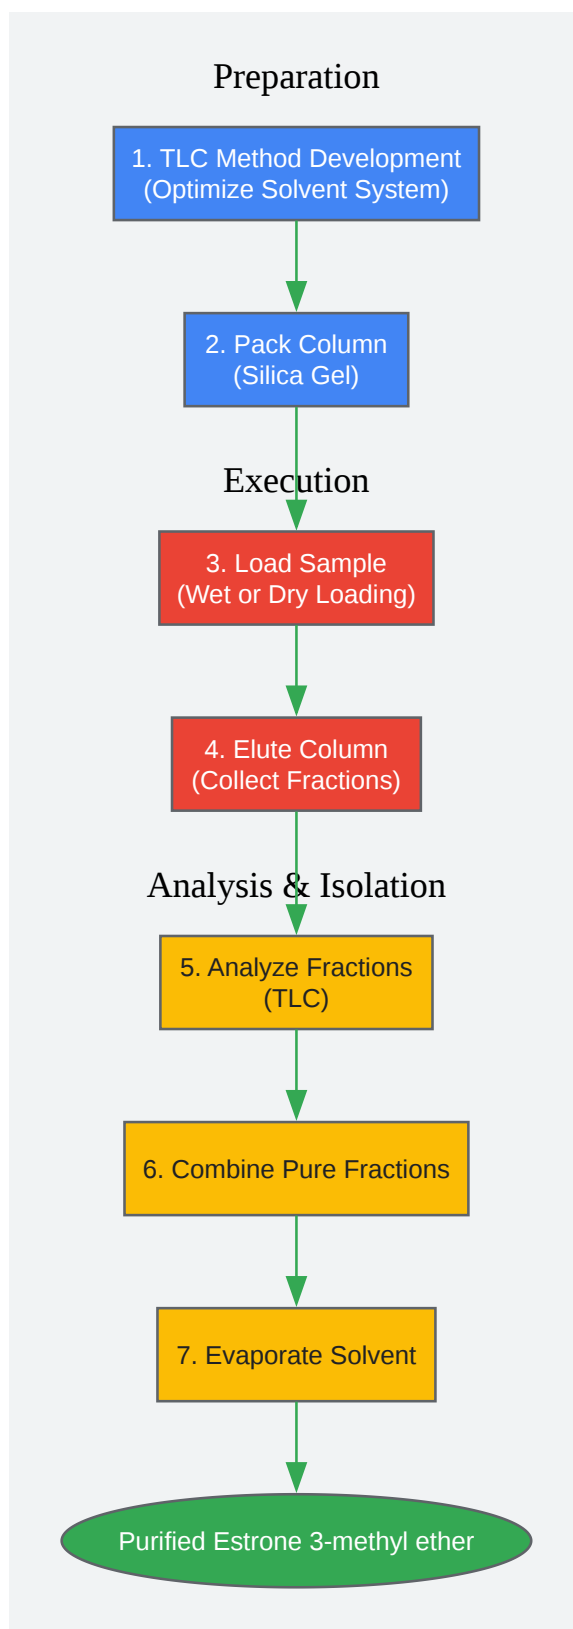 Preparation
1. TLC Method Development
(Optimize Solvent System)
2. Pack Column
(Silica Gel)
Execution
3. Load Sample
(Wet or Dry Loading)
4. Elute Column
(Collect Fractions)
Analysis & Isolation
5. Analyze Fractions
(TLC)
6. Combine Pure Fractions
7. Evaporate Solvent
Purified Estrone 3-methyl ether